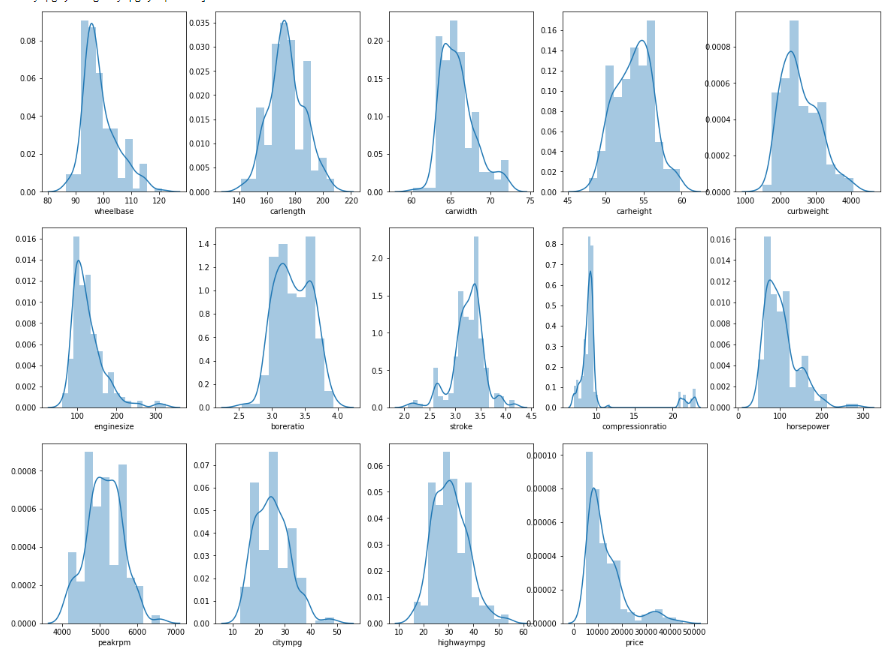 0.08 0.06 0.04 0.02 0.00
80 90 100 110 120
wheelbase
0.035 0.030 0.025 0.020 0.015 0.010 0.005 0.000
140 160 180 200 220
carlength
0.20 0.15 0.10 0.05 0.00
60 65 70 75
carwidth
0.16 0.14 0.12 0.10 0.08 0.06 0.04 0.02 0.00
45 50 55 60
carheight
0.0008 0.0006 0.0004 0.0002 0.0000
1000 2000 3000 4000
curbweight
0.016 0.014 0.012 0.010 0.008 0.006 0.004 0.002 0.000
100 200 300
enginesize
1.4 1.2 1.0 0.8 0.6 0.4 0.2 0.0
2.5 3.0 3.5 4.0
boreratio
2.0 1.5 1.0 0.5 0.0
2.0 2.5 3.0 3.5 4.0 4.5
stroke
0.8 0.7 0.6 0.5 0.4 0.3 0.2 0.1 0.0
10 15 20
compressionratio
0.016 0.014 0.012 0.010 0.008 0.006 0.004 0.002 0.000
0 100 200 300
horsepower
0.0008 0.0006 0.0004 0.0002 0.0000
4000 5000 6000 7000
peakrpm
0.07 0.06 0.05 0.04 0.03 0.02 0.01 0.00
10 20 30 40 50
citympg
0.06 0.05 0.04 0.03 0.02 0.01 0.00
10 20 30 40 50 60
highwaympg
0.00010 0.00008 0.00006 0.00004 0.00002 0.00000
0 10000 20000 30000 40000 50000
price